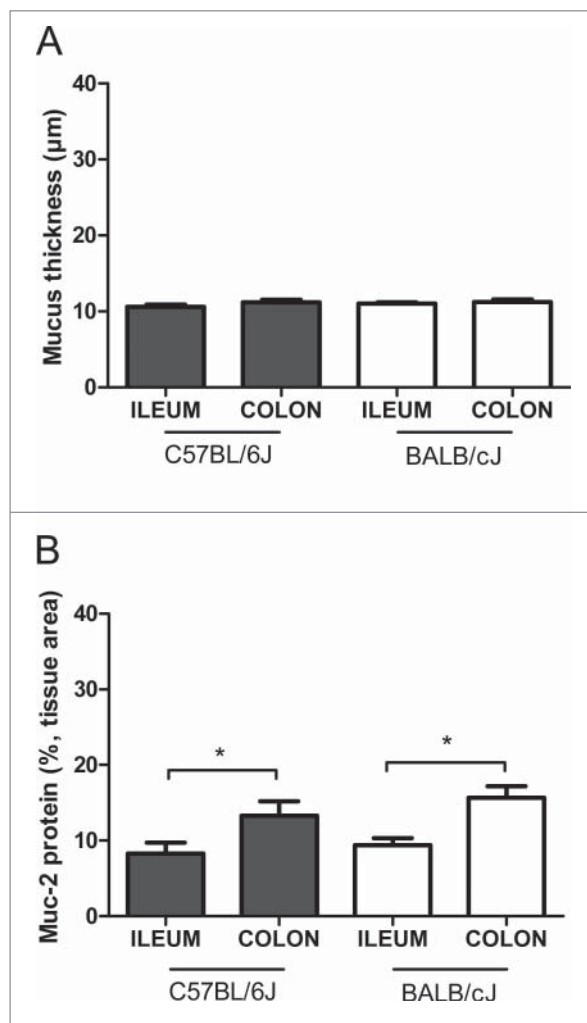 A
Mucus thickness (µm)
40
30
20
10
0
ILEUM COLON ILEUM COLON
C57BL/6J BALB/cJ
B
Muc-2 protein (%, tissue area)
40
30
20
10
0
* *
ILEUM COLON ILEUM COLON
C57BL/6J BALB/cJ